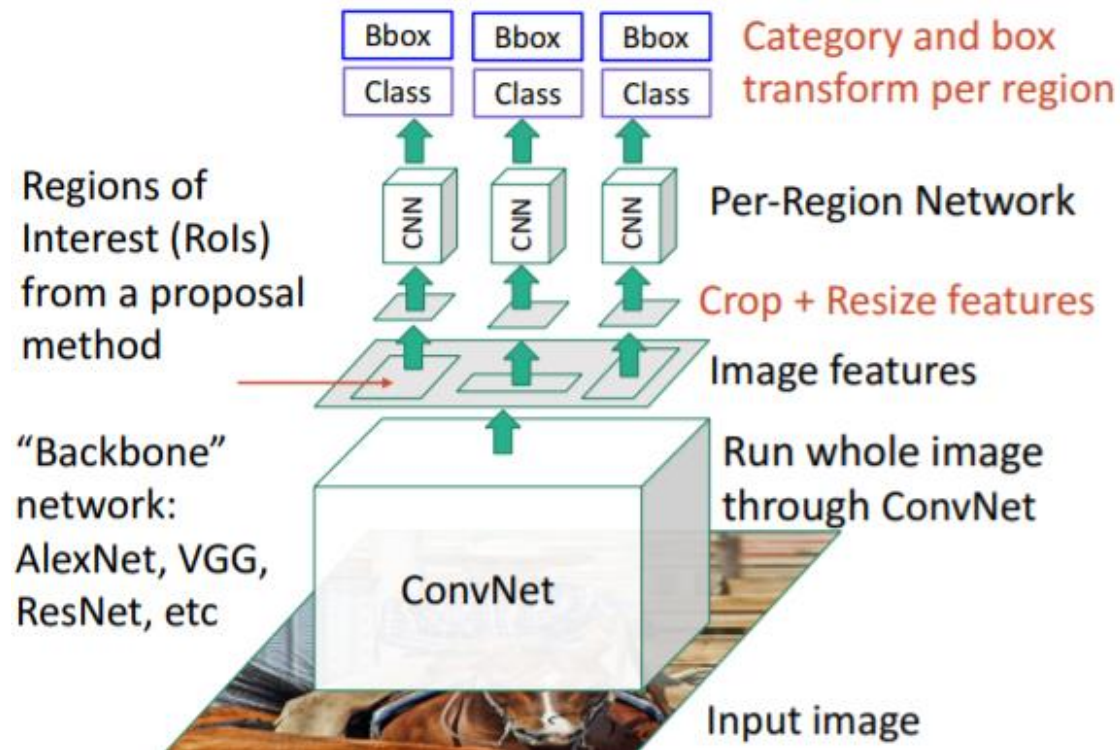 Bbox
Bbox
Bbox
Class
Class
Class
Category and box
transform per region
Regions of
Interest (RoIs)
from a proposal
method
CNN
CNN
CNN
Per-Region Network
Crop + Resize features
Image features
“Backbone”
network:
AlexNet, VGG,
ResNet, etc
Run whole image
through ConvNet
ConvNet
Input image